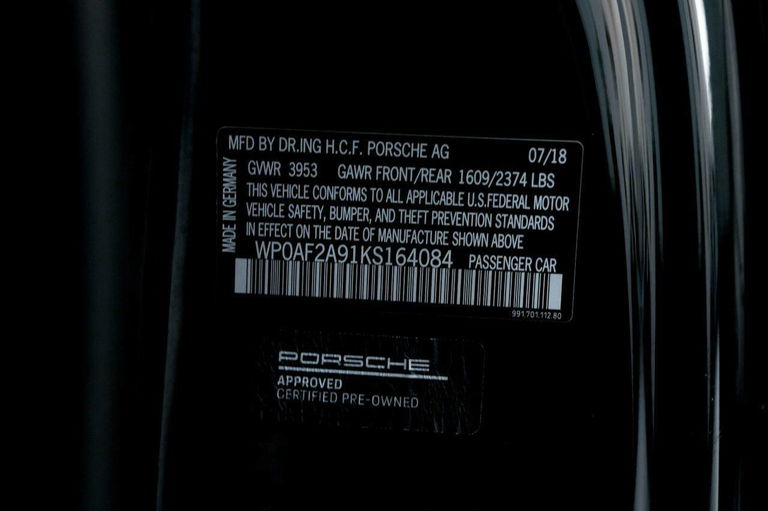 MFD BY DR.ING H.C.F. PORSCHE AG 07/18
GVWR 3953 GAWR FRONT/REAR 1609/2374 LBS
THIS VEHICLE CONFORMS TO ALL APPLICABLE U.S.FEDERAL MOTOR
VEHICLE SAFETY, BUMPER, AND THEFT PREVENTION STANDARDS
IN EFFECT ON THE DATE OF MANUFACTURE SHOWN ABOVE
MADE IN GERMANY
WP0AF2A91KS164084 PASSENGER CAR
991.701.112.80
PORSCHE
APPROVED
CERTIFIED PRE-OWNED